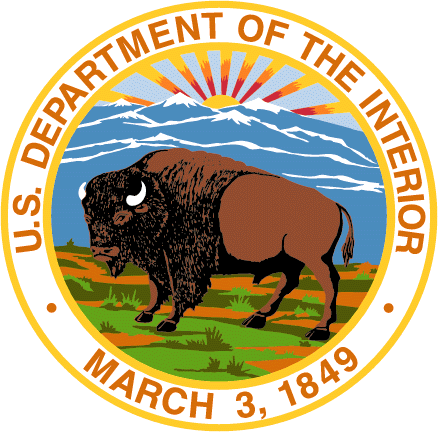 U.S. DEPARTMENT OF THE INTERIOR
MARCH 3, 1849